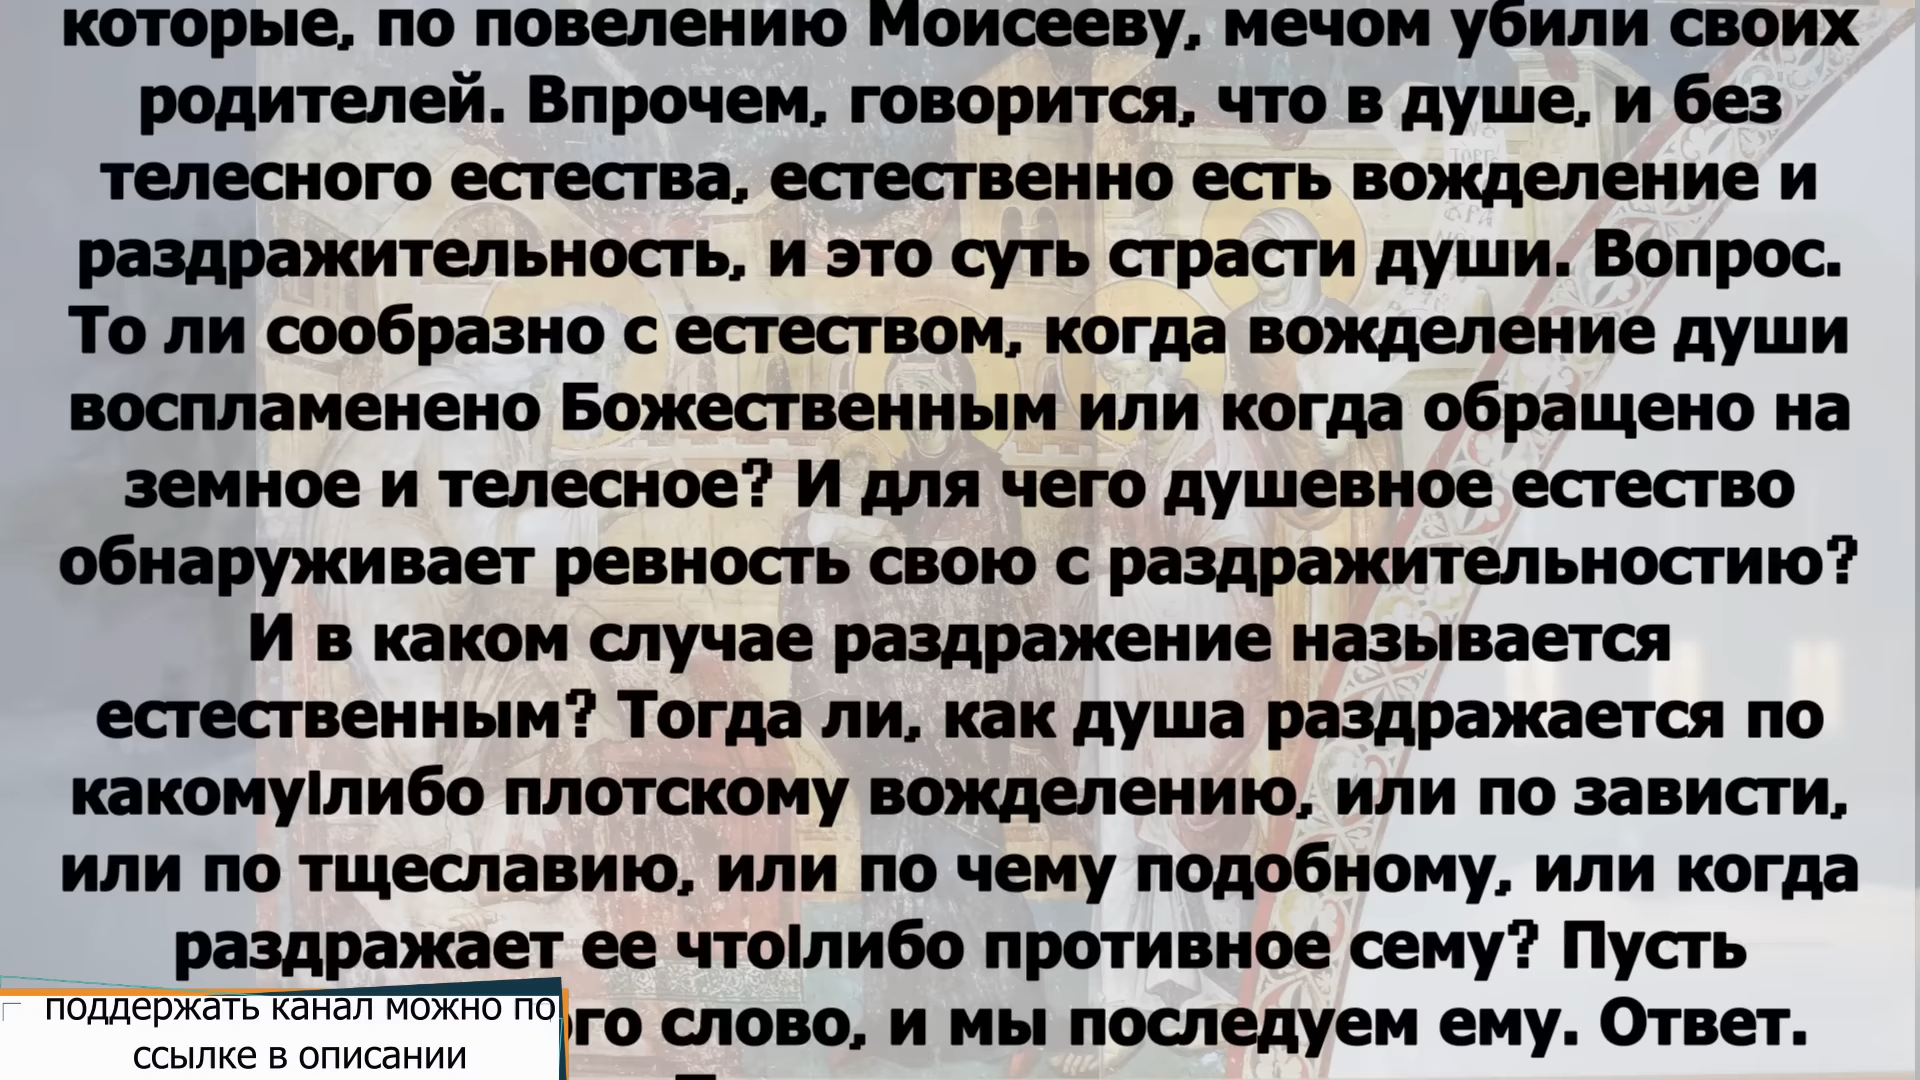 которые, по повелению Моисееву, мечом убили своих
родителей. Впрочем, говорится, что в душе, и без
телесного естества, естественно есть вожделение и
раздражительность, и это суть страсти души. Вопрос.
То ли сообразно с естеством, когда вожделение души
воспламенено Божественным или когда обращено на
земное и телесное? И для чего душевное естество
обнаруживает ревность свою с раздражительностию?
И в каком случае раздражение называется
естественным? Тогда ли, как душа раздражается по
какому|либо плотскому вожделению, или по зависти,
или по тщеславию, или по чему подобному, или когда
раздражает ее что|либо противное сему? Пусть
слово, и мы последуем ему. Ответ.
поддержать канал можно по
ссылке в описании